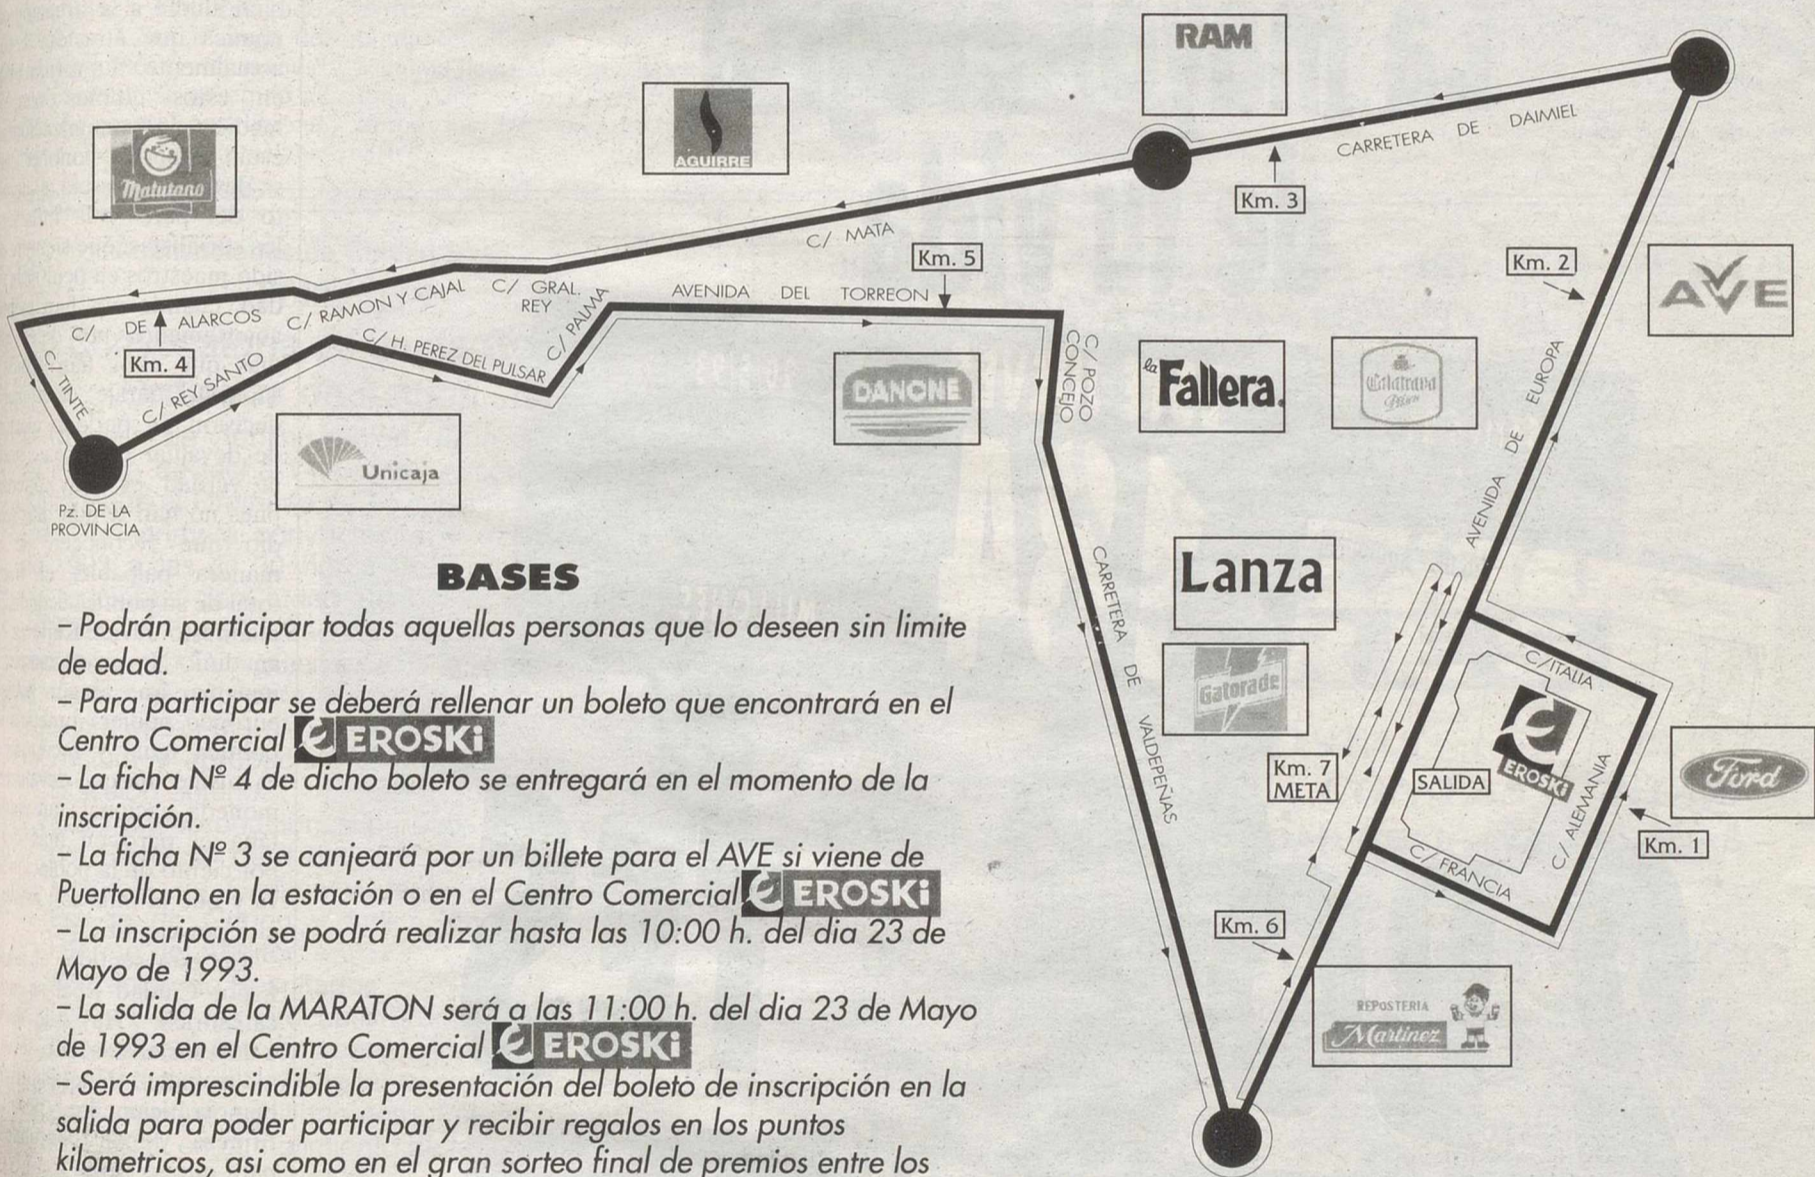 RAM
AGUIRRE
Matutano
CARRETERA DE DAIMIEL
Km. 3
C/ MATA
Km. 5
Km. 2
AVE
C/ GRAL. REY
AVENIDA DEL TORREON
C/ RAMON Y CAJAL
C/ DE ALARCOS
Km. 4
C/ TINTE
C/ REY SANTO
C/ H. PEREZ DEL PULSAR
C/ PALMA
C/ POZO CONCEJO
DANONE
la Fallera.
Calatrava
AVENIDA DE EUROPA
Unicaja
Pz. DE LA
PROVINCIA
CARRETERA DE VALDEPEÑAS
Lanza
Gatorade
C/ITALIA
EROSKi
SALIDA
Km. 7
META
C/ ALEMANIA
C/ FRANCIA
Ford
Km. 1
Km. 6
REPOSTERIA
Martinez
BASES
– Podrán participar todas aquellas personas que lo deseen sin limite
de edad.
– Para participar se deberá rellenar un boleto que encontrará en el
Centro Comercial EROSKi
– La ficha Nº 4 de dicho boleto se entregará en el momento de la
inscripción.
– La ficha Nº 3 se canjeará por un billete para el AVE si viene de
Puertollano en la estación o en el Centro Comercial EROSKi
– La inscripción se podrá realizar hasta las 10:00 h. del dia 23 de
Mayo de 1993.
– La salida de la MARATON será a las 11:00 h. del dia 23 de Mayo
de 1993 en el Centro Comercial EROSKi
– Será imprescindible la presentación del boleto de inscripción en la
salida para poder participar y recibir regalos en los puntos
kilometricos, asi como en el gran sorteo final de premios entre los